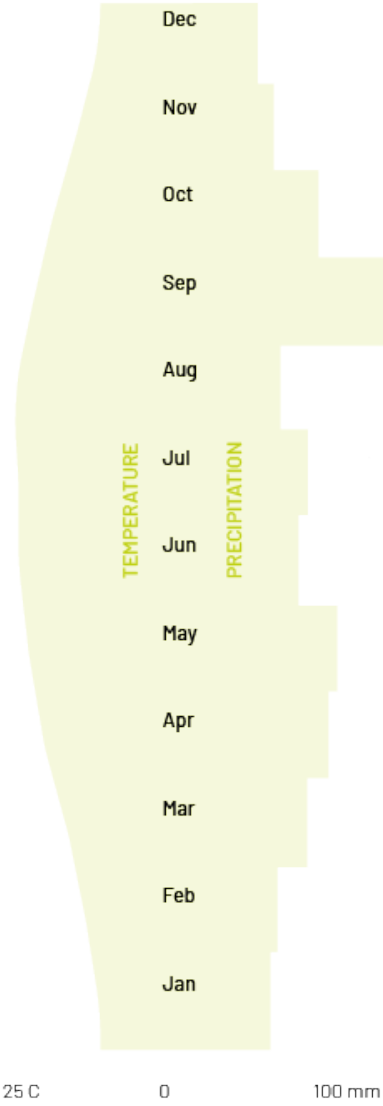 Dec
Nov
Oct
Sep
Aug
Jul
Jun
May
Apr
Mar
Feb
Jan
TEMPERATURE
PRECIPITATION
25 C 0 100 mm